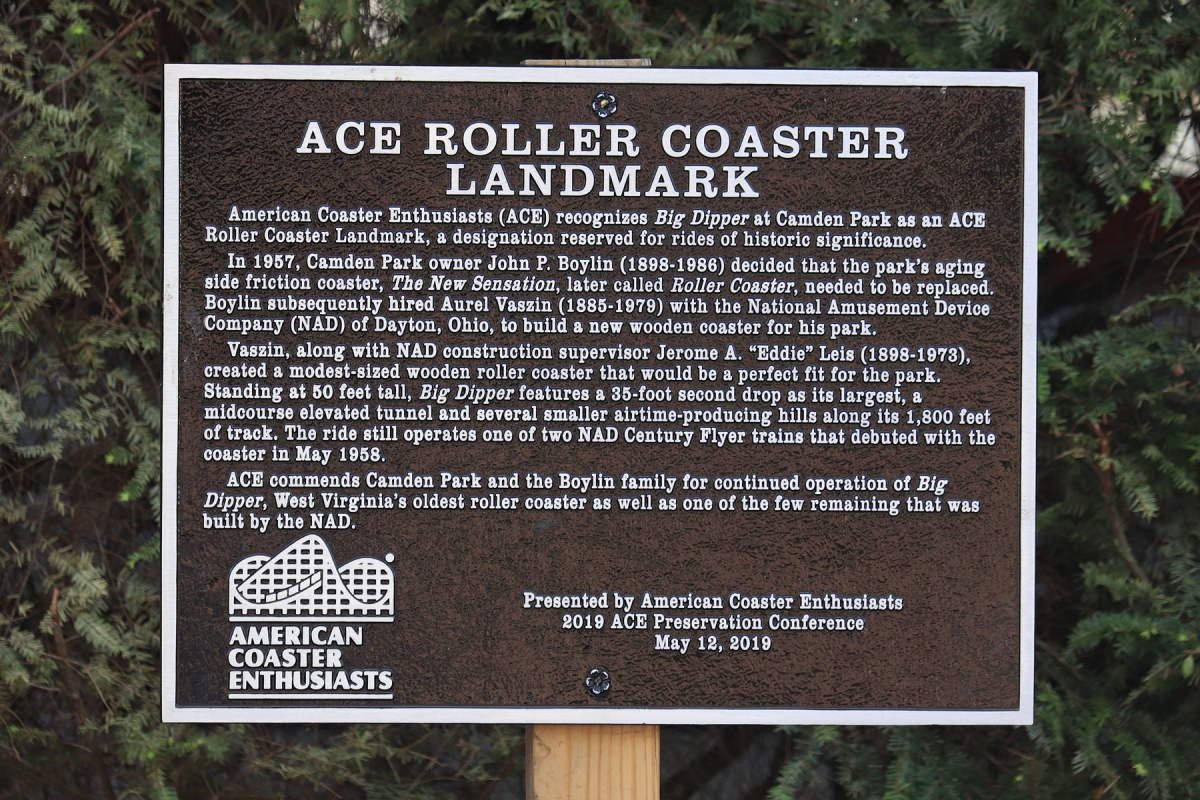 ACE ROLLER COASTER
LANDMARK
American Coaster Enthusiasts (ACE) recognizes Big Dipper at Camden Park as an ACE
Roller Coaster Landmark, a designation reserved for rides of historic significance.
In 1957, Camden Park owner John P. Boylin (1898-1986) decided that the park's aging
side friction coaster, The New Sensation, later called Roller Coaster, needed to be replaced.
Boylin subsequently hired Aurel Vaszin (1885-1979) with the National Amusement Device
Company (NAD) of Dayton, Ohio, to build a new wooden coaster for his park.
Vaszin, along with NAD construction supervisor Jerome A. “Eddie” Leis (1898-1973),
created a modest-sized wooden roller coaster that would be a perfect fit for the park.
Standing at 50 feet tall, Big Dipper features a 35-foot second drop as its largest, a
midcourse elevated tunnel and several smaller airtime-producing hills along its 1,800 feet
of track. The ride still operates one of two NAD Century Flyer trains that debuted with the
coaster in May 1958.
ACE commends Camden Park and the Boylin family for continued operation of Big
Dipper, West Virginia's oldest roller coaster as well as one of the few remaining that was
built by the NAD.
AMERICAN
COASTER
ENTHUSIASTS
Presented by American Coaster Enthusiasts
2019 ACE Preservation Conference
May 12, 2019